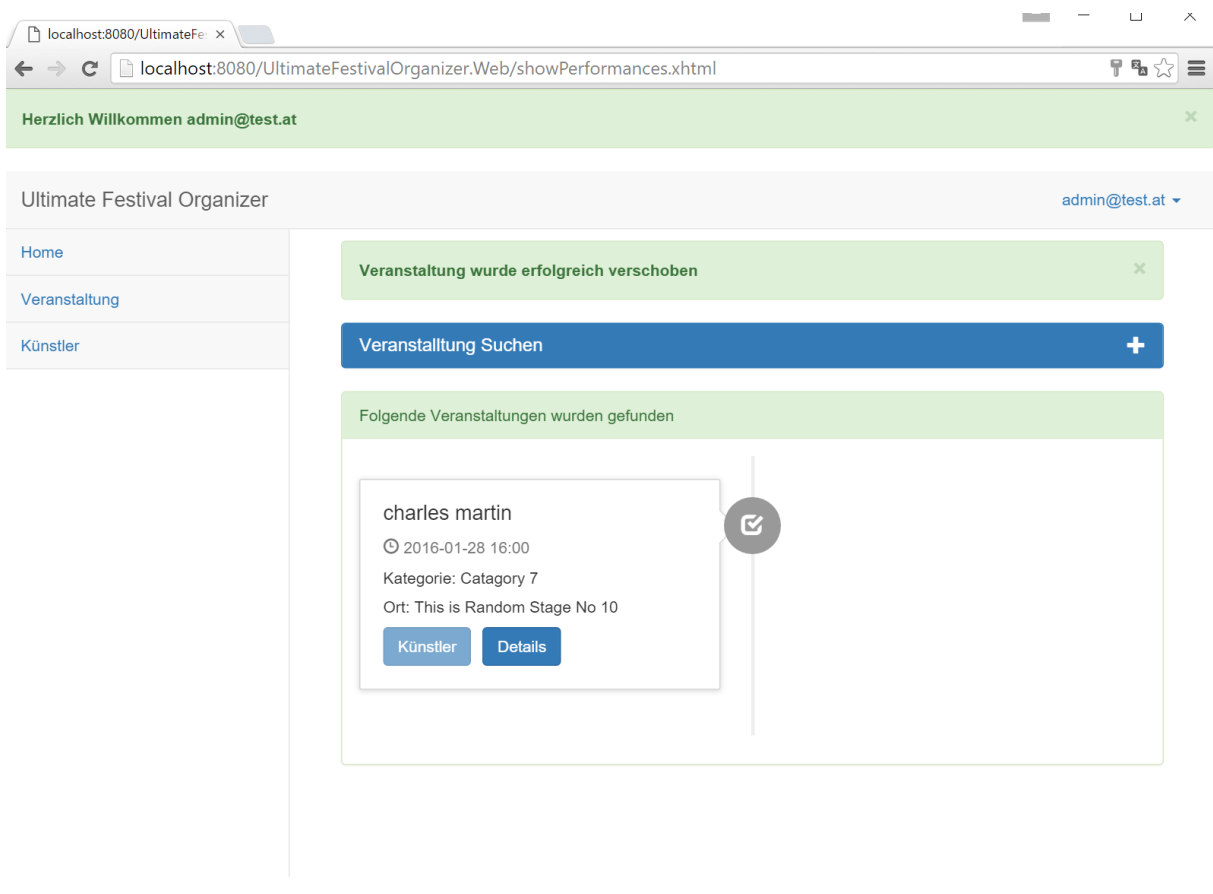 localhost:8080/UltimateFe
localhost:8080/UltimateFestivalOrganizer.Web/showPerformances.xhtml
Herzlich Willkommen admin@test.at
Ultimate Festival Organizer
admin@test.at
Home
Veranstaltung
Künstler
Veranstaltung wurde erfolgreich verschoben
Veranstalltung Suchen
Folgende Veranstaltungen wurden gefunden
charles martin
2016-01-28 16:00
Kategorie: Catagory 7
Ort: This is Random Stage No 10
Künstler Details